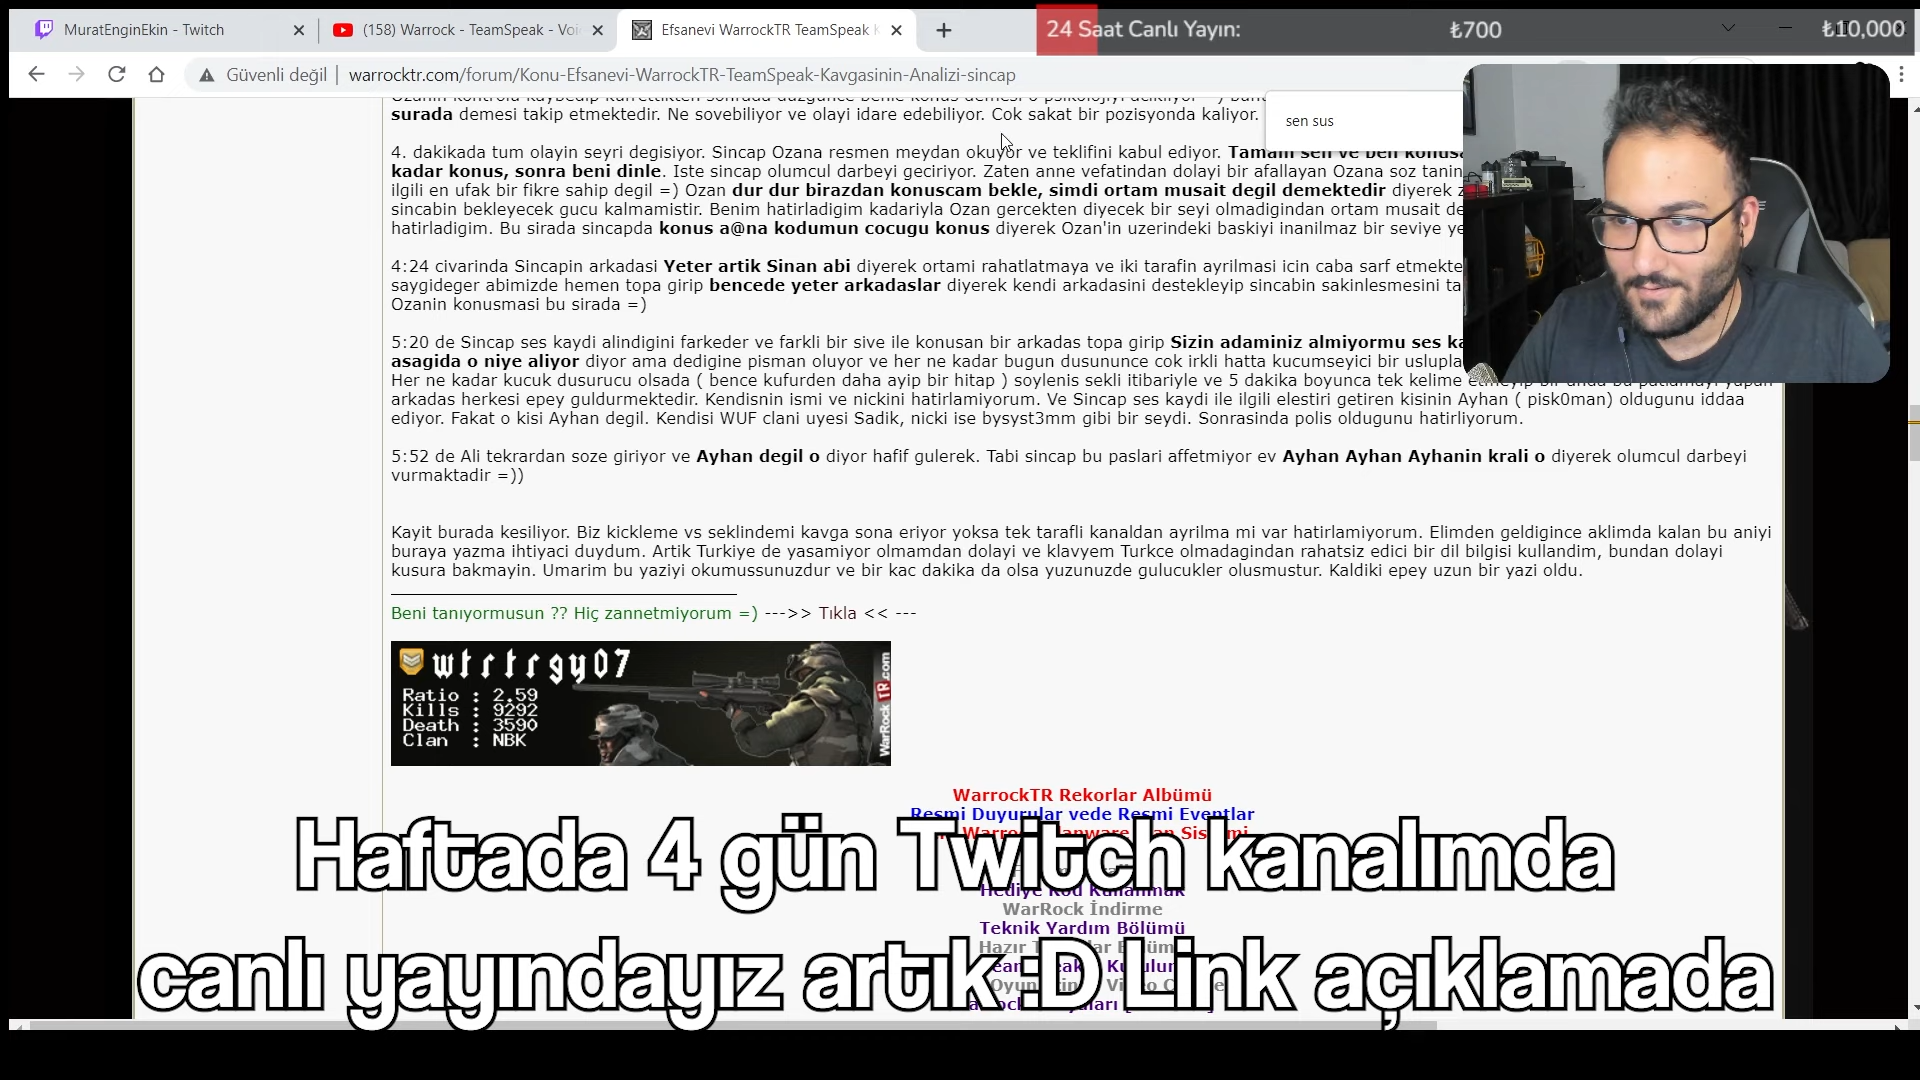 MuratEnginEkin - Twitch
(158) Warrock - TeamSpeak - Voi
Efsanevi WarrockTR TeamSpeak K
24 Saat Canlı Yayın:
₺700
₺10,000
Güvenli değil
warrocktr.com/forum/Konu-Efsanevi-WarrockTR-TeamSpeak-Kavgasinin-Analizi-sincap
sen sus
surada demesi takip etmektedir. Ne sovebiliyor ve olayi idare edebiliyor. Cok sakat bir pozisyonda kaliyor.
4. dakikada tum olayin seyri degisiyor. Sincap Ozana resmen meydan okuyor ve teklifini kabul ediyor. Tamam sen ve ben konusa
kadar konus, sonra beni dinle. Iste sincap olumcul darbeyi geciriyor. Zaten anne vefatindan dolayi bir afallayan Ozana soz tanin
ilgili en ufak bir fikre sahip degil =) Ozan dur dur birazdan konuscam bekle, simdi ortam musait degil demektedir diyerek z
sincabin bekleyecek gucu kalmamistir. Benim hatirladigim kadariyla Ozan gercekten diyecek bir seyi olmadigindan ortam musait de
hatirladigim. Bu sirada sincapda konus a@na kodumun cocugu konus diyerek Ozan'in uzerindeki baskiyi inanilmaz bir seviye ye
4:24 civarinda Sincapin arkadasi Yeter artik Sinan abi diyerek ortami rahatlatmaya ve iki tarafin ayrilmasi icin caba sarf etmekte
saygideger abimizde hemen topa girip bencede yeter arkadaslar diyerek kendi arkadasini destekleyip sincabin sakinlesmesini ta
Ozanin konusmasi bu sirada =)
5:20 de Sincap ses kaydi alindigini farkeder ve farkli bir sive ile konusan bir arkadas topa girip Sizin adaminiz almiyormu ses ka
asagida o niye aliyor diyor ama dedigine pisman oluyor ve her ne kadar bugun dusununce cok irkli hatta kucumseyici bir uslupla
Her ne kadar kucuk dusurucu olsada ( bence kufurden daha ayip bir hitap ) soylenis sekli itibariyle ve 5 dakika boyunca tek kelime etmeyip bir anda bu patlamayi yapan
arkadas herkesi epey guldurmektedir. Kendisnin ismi ve nickini hatirlamiyorum. Ve Sincap ses kaydi ile ilgili elestiri getiren kisinin Ayhan ( pisk0man) oldugunu iddaa
ediyor. Fakat o kisi Ayhan degil. Kendisi WUF clani uyesi Sadik, nicki ise bysyst3mm gibi bir seydi. Sonrasinda polis oldugunu hatirliyorum.
5:52 de Ali tekrardan soze giriyor ve Ayhan degil o diyor hafif gulerek. Tabi sincap bu paslari affetmiyor ev Ayhan Ayhan Ayhanin krali o diyerek olumcul darbeyi
vurmaktadir =))
Kayit burada kesiliyor. Biz kickleme vs seklindemi kavga sona eriyor yoksa tek tarafli kanaldan ayrilma mi var hatirlamiyorum. Elimden geldigince aklimda kalan bu aniyi
buraya yazma ihtiyaci duydum. Artik Turkiye de yasamiyor olmamdan dolayi ve klavyem Turkce olmadagindan rahatsiz edici bir dil bilgisi kullandim, bundan dolayi
kusura bakmayin. Umarim bu yaziyi okumussunuzdur ve bir kac dakika da olsa yuzunuzde gulucukler olusmustur. Kaldiki epey uzun bir yazi oldu.
Beni tanıyormusun ?? Hiç zannetmiyorum =) --->> Tıkla << ---
wtrtrgy07
Ratio : 2.59
Kills : 9292
Death : 3590
Clan : NBK
WarRockTR.com
WarrockTR Rekorlar Albümü
Resmi Duyurular vede Resmi Eventlar
Haftada 4 gün Twitch kanalımda
Hediye Kod Kullanmak
WarRock İndirme
Teknik Yardım Bölümü
canlı yayındayız artık :D Link açıklamada